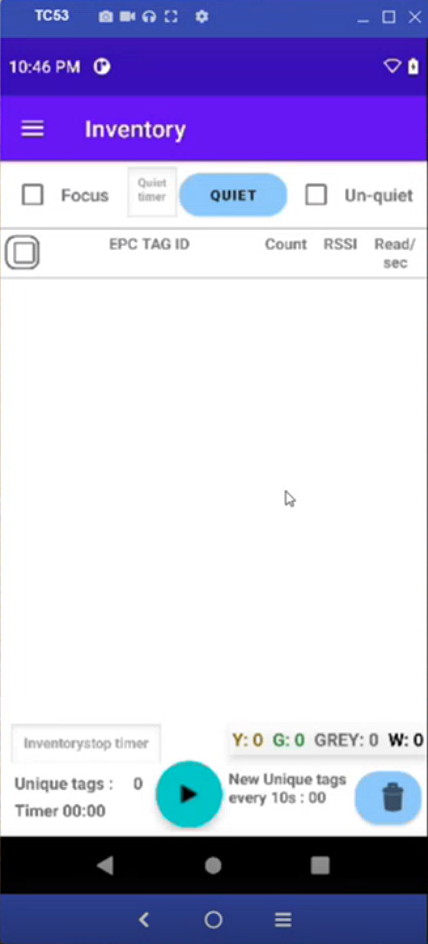 TC53
10:46 PM
Inventory
Focus
Quiet
timer
QUIET
Un-quiet
EPC TAG ID
Count
RSSI
Read/
sec
Inventorystop timer
Y: 0 G: 0 GREY: 0 W: 0
Unique tags : 0
Timer 00:00
New Unique tags
every 10s : 00